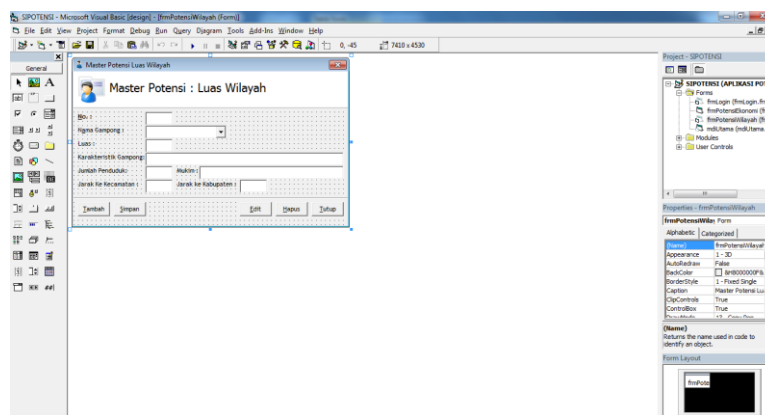 SIPOTENSI - Microsoft Visual Basic [design] - [frmPotensiWilayah (Form)]
File Edit View Project Format Debug Run Query Diagram Tools Add-Ins Window Help
0, -45
7410 x 4530
General
Master Potensi Luas Wilayah
Master Potensi : Luas Wilayah
No. :
Nama Gampong :
Luas :
Karakteristik Gampong:
Jumlah Penduduk:
Mukim :
Jarak Ke Kecamatan :
Jarak ke Kabupaten :
Tambah
Simpan
Edit
Hapus
Tutup
Project - SIPOTENSI
SIPOTENSI (APLIKASI POT
Forms
frmLogin (frmLogin.fr
frmPotensiEkonomi (f
frmPotensiWilayah (f
mdiUtama (mdiUtama.
Modules
User Controls
Properties - frmPotensiWilayah
frmPotensiWilay Form
Alphabetic Categorized
(Name) frmPotensiWilayah
Appearance 1 - 3D
AutoRedraw False
BackColor &H8000000F&
BorderStyle 1 - Fixed Single
Caption Master Potensi Lu
ClipControls True
ControlBox True
(Name)
Returns the name used in code to
identify an object.
Form Layout
frmPote